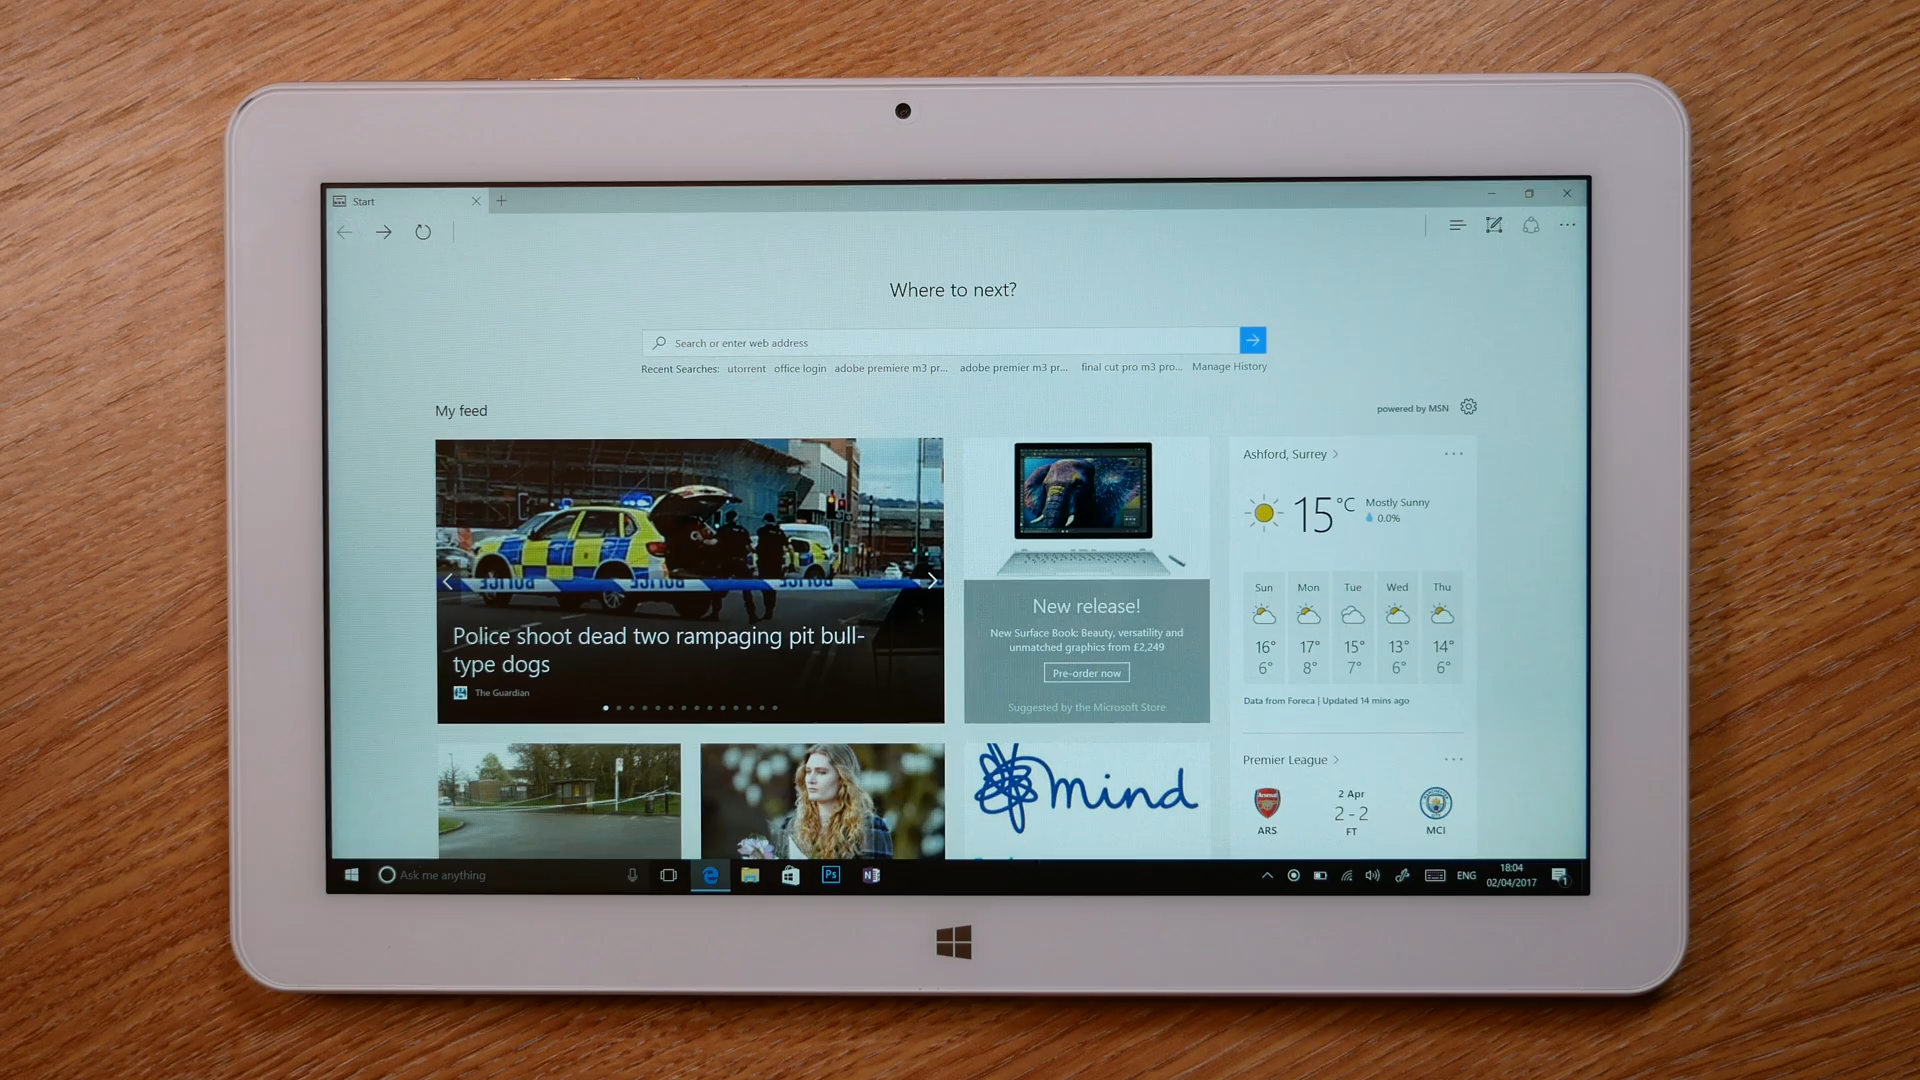 Start
Where to next?
Search or enter web address
Recent Searches: utorrent office login adobe premiere m3 pr... adobe premier m3 pr... final cut pro m3 pro... Manage History
My feed
powered by MSN
POLICE
Police shoot dead two rampaging pit bull-
type dogs
The Guardian
New release!
New Surface Book: Beauty, versatility and
unmatched graphics from £2,249
Pre-order now
Suggested by the Microsoft Store
Ashford, Surrey
15°C
Mostly Sunny
0.0%
Sun Mon Tue Wed Thu
16° 17° 15° 13° 14°
6° 8° 7° 6° 6°
Data from Foreca | Updated 14 mins ago
Premier League
2 Apr
2 - 2
FT
Arsenal
ARS
MCI
mind
Ask me anything
Ps
N
ENG
18:04
02/04/2017
1